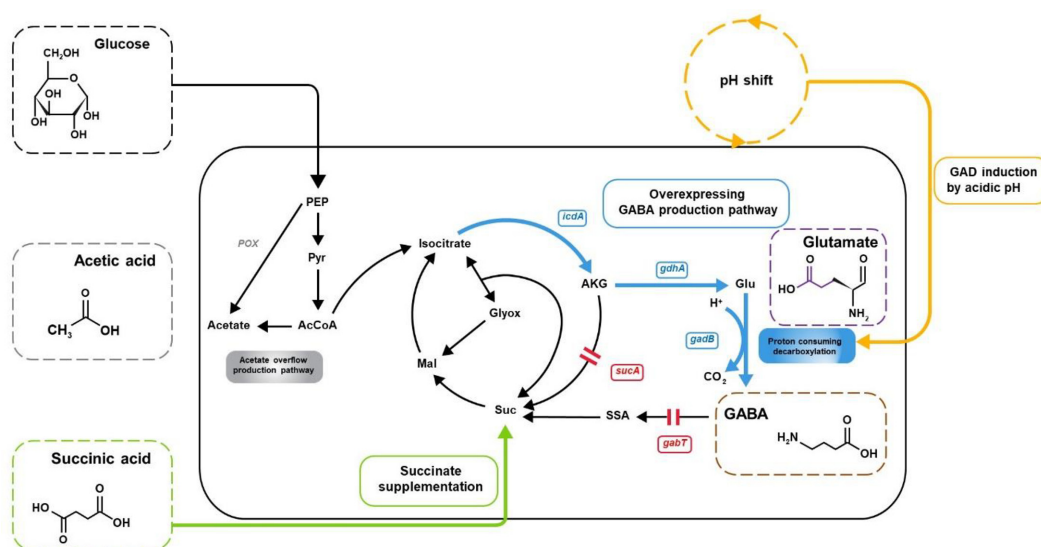 Glucose
CH2OH
O
OH
OH
OH
OH
pH shift
GAD induction
by acidic pH
Overexpressing
GABA production pathway
PEP
POX
Pyr
Acetate
AcCoA
Acetate overflow
production pathway
Isocitrate
icdA
Glyox
Mal
Suc
AKG
gdhA
Glu
H+
gadB
CO2
sucA
SSA
gabT
Glutamate
O
O
HO
NH2
Proton consuming
decarboxylation
GABA
H2N
O
OH
Acetic acid
O
CH3
OH
Succinic acid
O
HO
OH
O
Succinate
supplementation